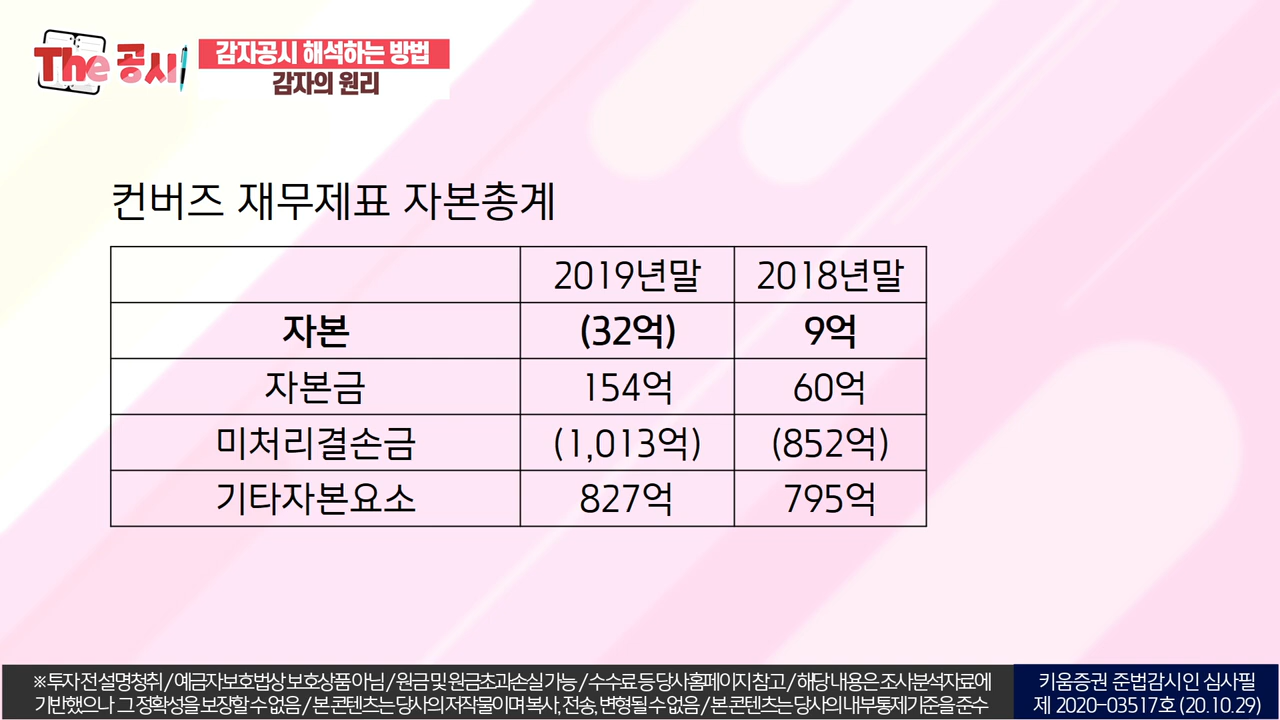 The 공시
감자공시 해석하는 방법
감자의 원리
컨버즈 재무제표 자본총계
2019년말 2018년말
자본 (32억) 9억
자본금 154억 60억
미처리결손금 (1,013억) (852억)
기타자본요소 827억 795억
※ 투자 전 설명청취 / 예금자보호법상 보호상품 아님 / 원금 및 원금초과손실 가능 / 수수료 등 당사홈페이지 참고 / 해당 내용은 조사분석자료에
기반했으나 그 정확성을 보장할 수 없음 / 본 콘텐츠는 당사의 저작물이며 복사, 전송, 변형될 수 없음 / 본 콘텐츠는 당사의 내부통제기준을 준수
키움증권 준법감시인 심사필
제 2020-03517호 (20.10.29)